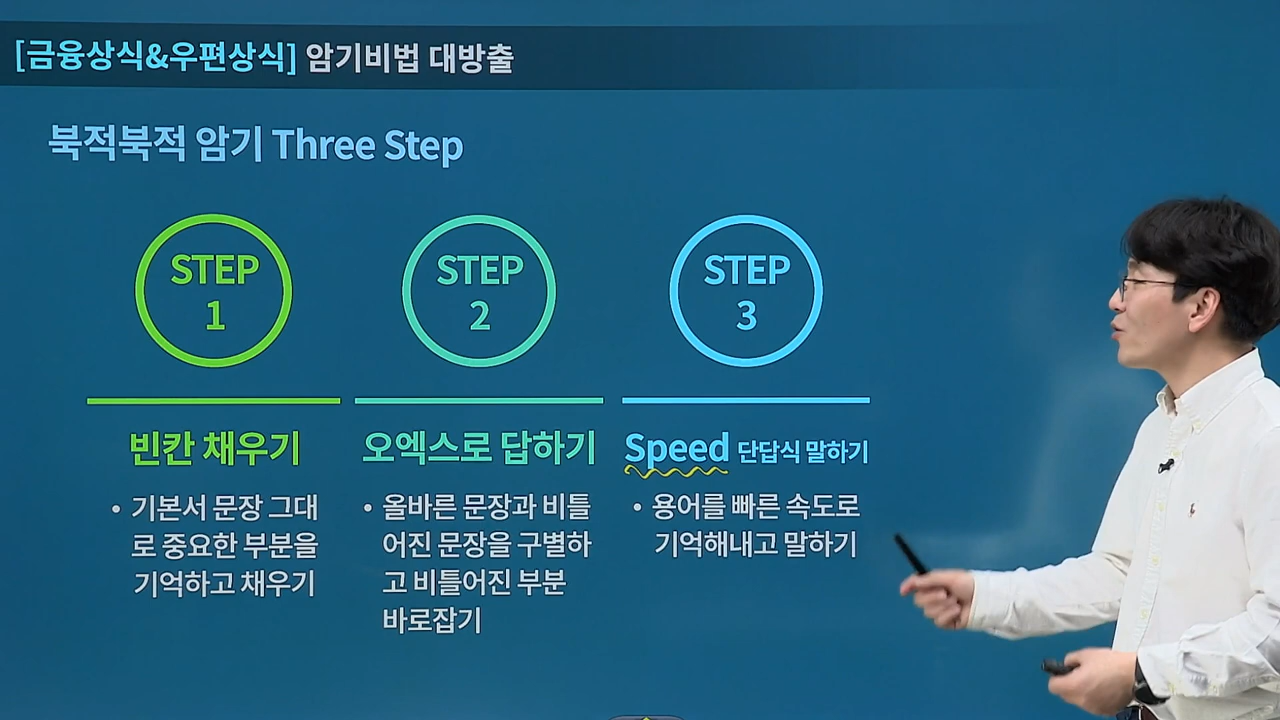 [금융상식&우편상식] 암기비법 대방출
북적북적 암기 Three Step
STEP
1
STEP
2
STEP
3
빈칸 채우기
오엑스로 답하기
Speed 단답식 말하기
• 기본서 문장 그대
로 중요한 부분을
기억하고 채우기
• 올바른 문장과 비틀
어진 문장을 구별하
고 비틀어진 부분
바로잡기
• 용어를 빠른 속도로
기억해내고 말하기